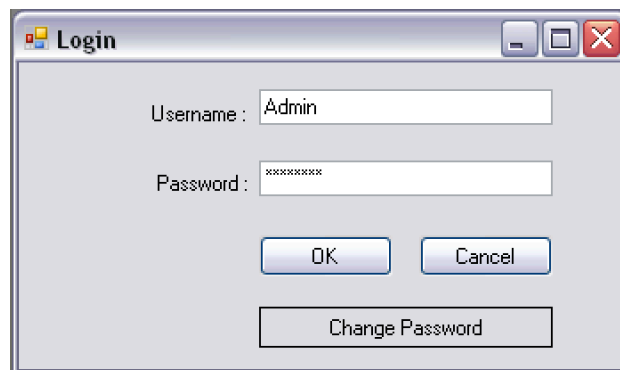 Login
Username : Admin
Password : ××××××××
OK Cancel
Change Password